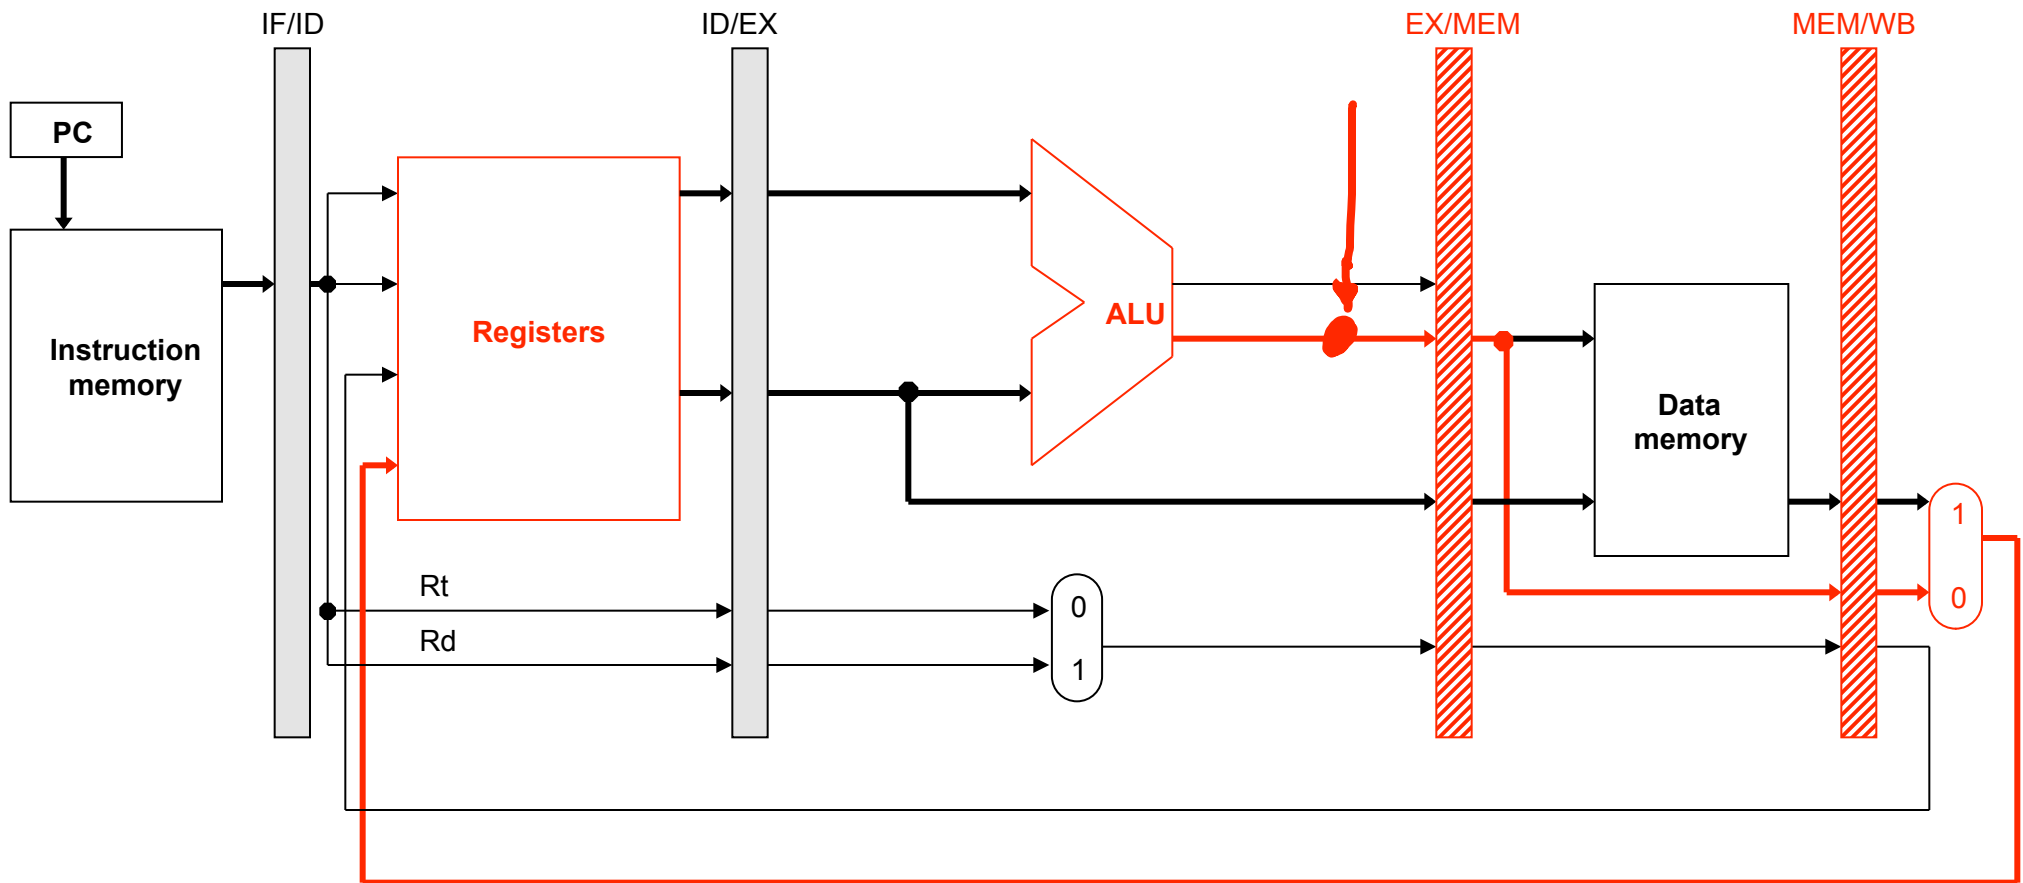 IF/ID
ID/EX
EX/MEM
MEM/WB
PC
Instruction
memory
Registers
ALU
Data
memory
1
0
Rt
Rd
0
1